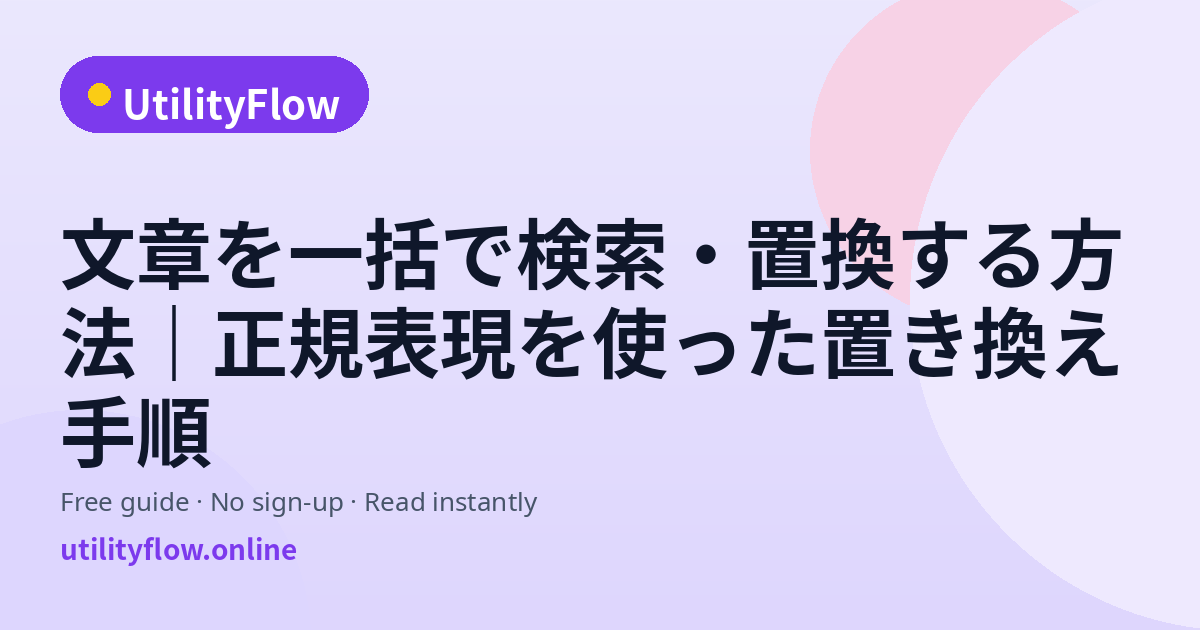 UtilityFlow
文章を一括で検索・置換する方
法｜正規表現を使った置き換え
手順
Free guide · No sign-up · Read instantly
utilityflow.online